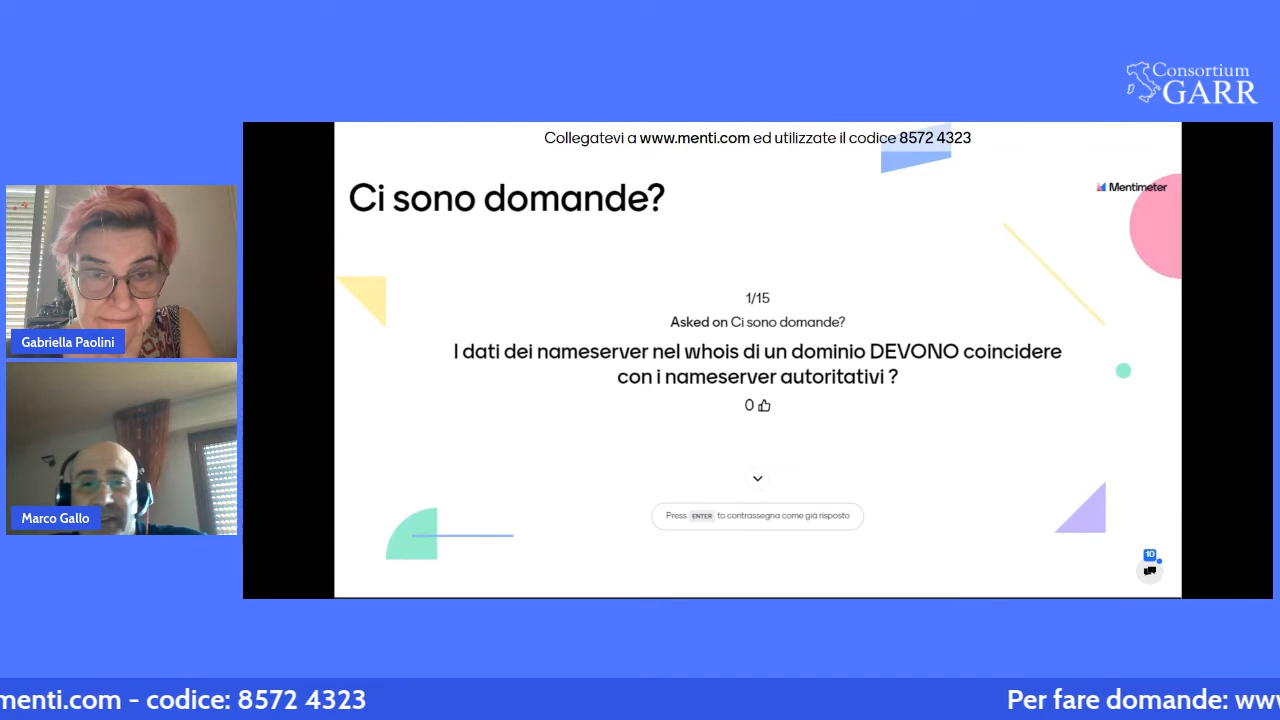 Consortium
GARR
Collegatevi a www.menti.com ed utilizzate il codice 8572 4323
Mentimeter
Ci sono domande?
1/15
Asked on Ci sono domande?
I dati dei nameserver nel whois di un dominio DEVONO coincidere
con i nameserver autoritativi ?
0
Press ENTER to contrassegna come già risposto
10
Gabriella Paolini
Marco Gallo
menti.com - codice: 8572 4323
Per fare domande: www